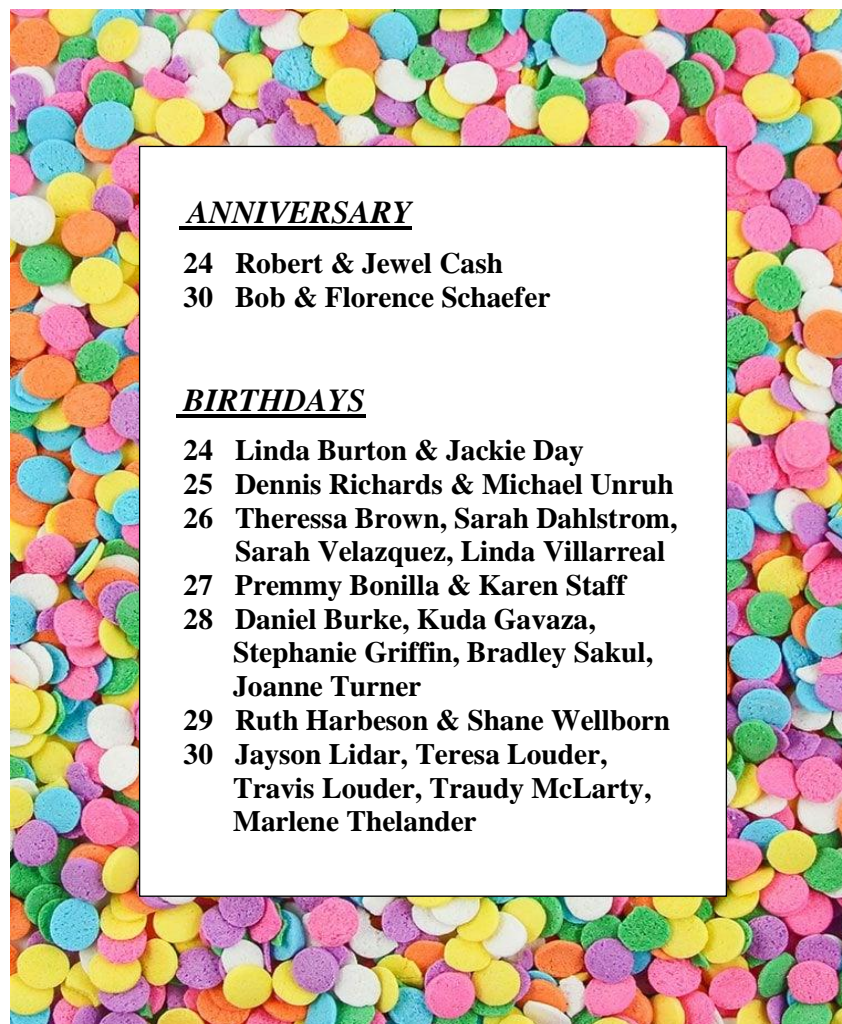 ANNIVERSARY
24 Robert & Jewel Cash
30 Bob & Florence Schaefer
BIRTHDAYS
24 Linda Burton & Jackie Day
25 Dennis Richards & Michael Unruh
26 Theressa Brown, Sarah Dahlstrom,
Sarah Velazquez, Linda Villarreal
27 Premmy Bonilla & Karen Staff
28 Daniel Burke, Kuda Gavaza,
Stephanie Griffin, Bradley Sakul,
Joanne Turner
29 Ruth Harbeson & Shane Wellborn
30 Jayson Lidar, Teresa Louder,
Travis Louder, Traudy McLarty,
Marlene Thelander